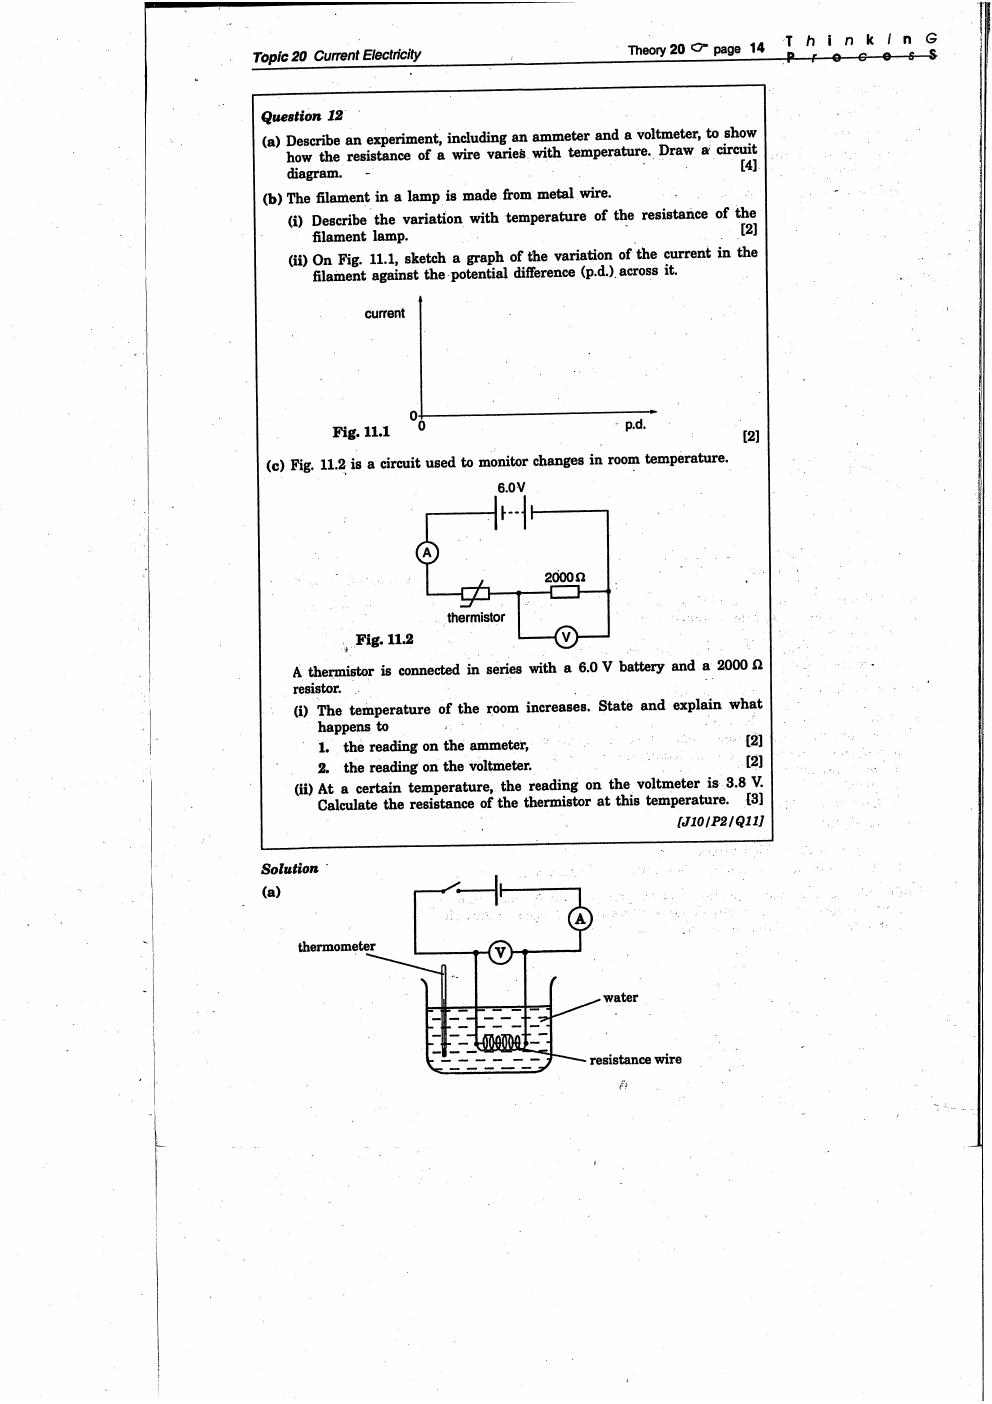 Topic 20 Current Electricity
Theory 20 ☞ page 14
T h i n k I n G
P r o c e s s
Question 12
(a) Describe an experiment, including an ammeter and a voltmeter, to show
how the resistance of a wire varies with temperature. Draw a circuit
diagram. [4]
(b) The filament in a lamp is made from metal wire.
(i) Describe the variation with temperature of the resistance of the
filament lamp. [2]
(ii) On Fig. 11.1, sketch a graph of the variation of the current in the
filament against the potential difference (p.d.) across it.
current
0
0
p.d.
Fig. 11.1
[2]
(c) Fig. 11.2 is a circuit used to monitor changes in room temperature.
6.0 V
A
2000 Ω
thermistor
V
Fig. 11.2
A thermistor is connected in series with a 6.0 V battery and a 2000 Ω
resistor.
(i) The temperature of the room increases. State and explain what
happens to
1. the reading on the ammeter, [2]
2. the reading on the voltmeter. [2]
(ii) At a certain temperature, the reading on the voltmeter is 3.8 V.
Calculate the resistance of the thermistor at this temperature. [3]
[J10/P2/Q11]
Solution
(a)
A
thermometer
V
water
resistance wire